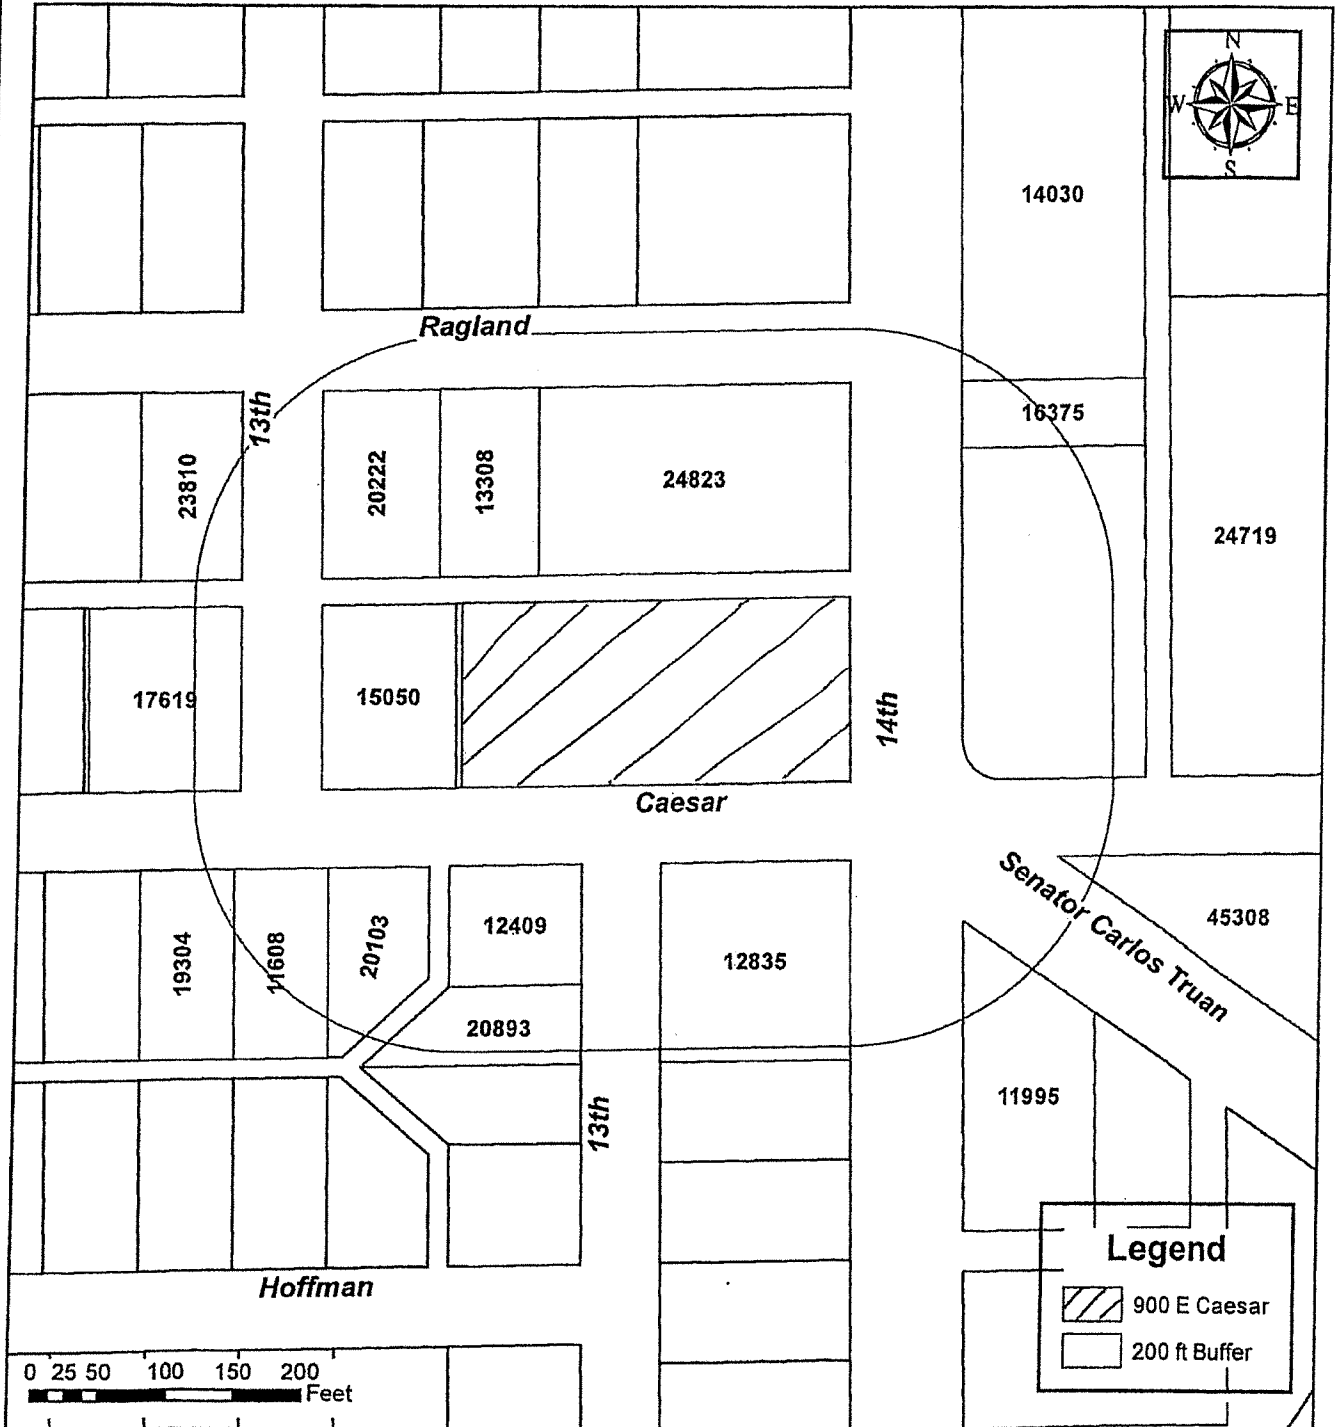 N
W E
S
14030
Ragland
16375
13th
23810
20222
13308
24823
24719
17619
15050
14th
Caesar
Senator Carlos Truan
45308
19304
11608
20103
12409
12835
20893
11995
13th
Hoffman
Legend
900 E Caesar
200 ft Buffer
0 25 50 100 150 200
Feet